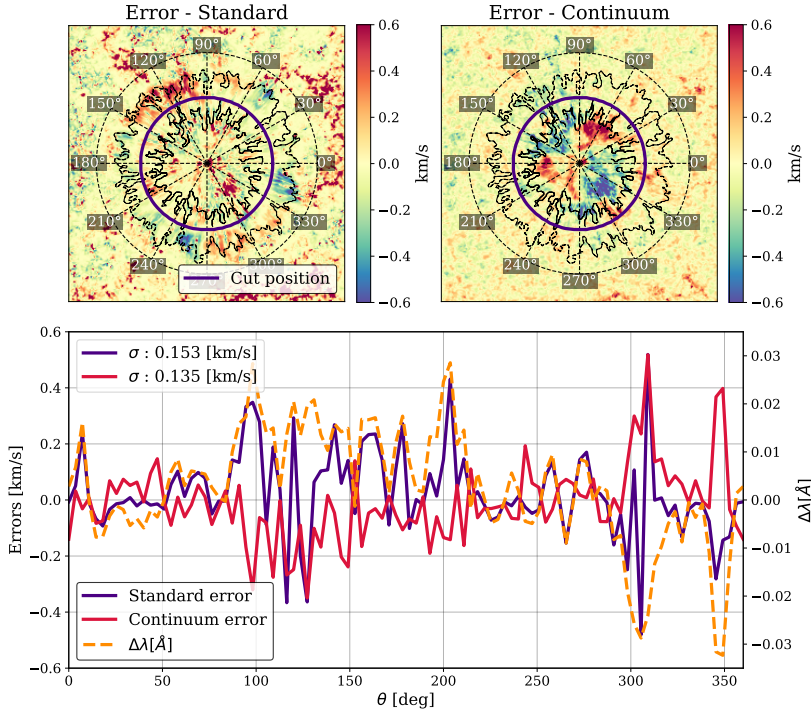 Error - Standard
Error - Continuum
90° 60° 30° 0° 330° 240° 210° 180° 150° 120°
Cut position
0.6 0.4 0.2 0.0 −0.2 −0.4 −0.6
km/s
90° 60° 30° 0° 330° 300° 270° 240° 210° 180° 150° 120°
0.6 0.4 0.2 0.0 −0.2 −0.4 −0.6
km/s
σ : 0.153 [km/s]
σ : 0.135 [km/s]
Errors [km/s]
0.6 0.4 0.2 0.0 −0.2 −0.4 −0.6
Standard error
Continuum error
Δλ[Å]
0.03 0.02 0.01 0.00 −0.01 −0.02 −0.03
Δλ[Å]
0 50 100 150 200 250 300 350
θ [deg]